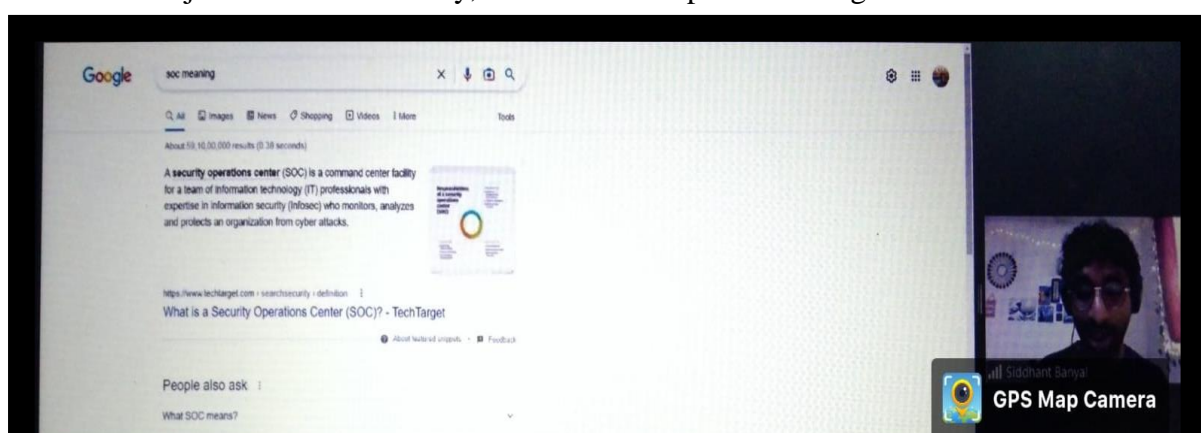 Google
soc meaning
All Images News Shopping Videos More Tools
About 59,10,00,000 results (0.38 seconds)
A security operations center (SOC) is a command center facility
for a team of information technology (IT) professionals with
expertise in information security (Infosec) who monitors, analyzes
and protects an organization from cyber attacks.
https://www.techtarget.com › searchsecurity › definition
What is a Security Operations Center (SOC)? - TechTarget
About featured snippets • Feedback
People also ask
What SOC means?
Siddhant Banyal
GPS Map Camera